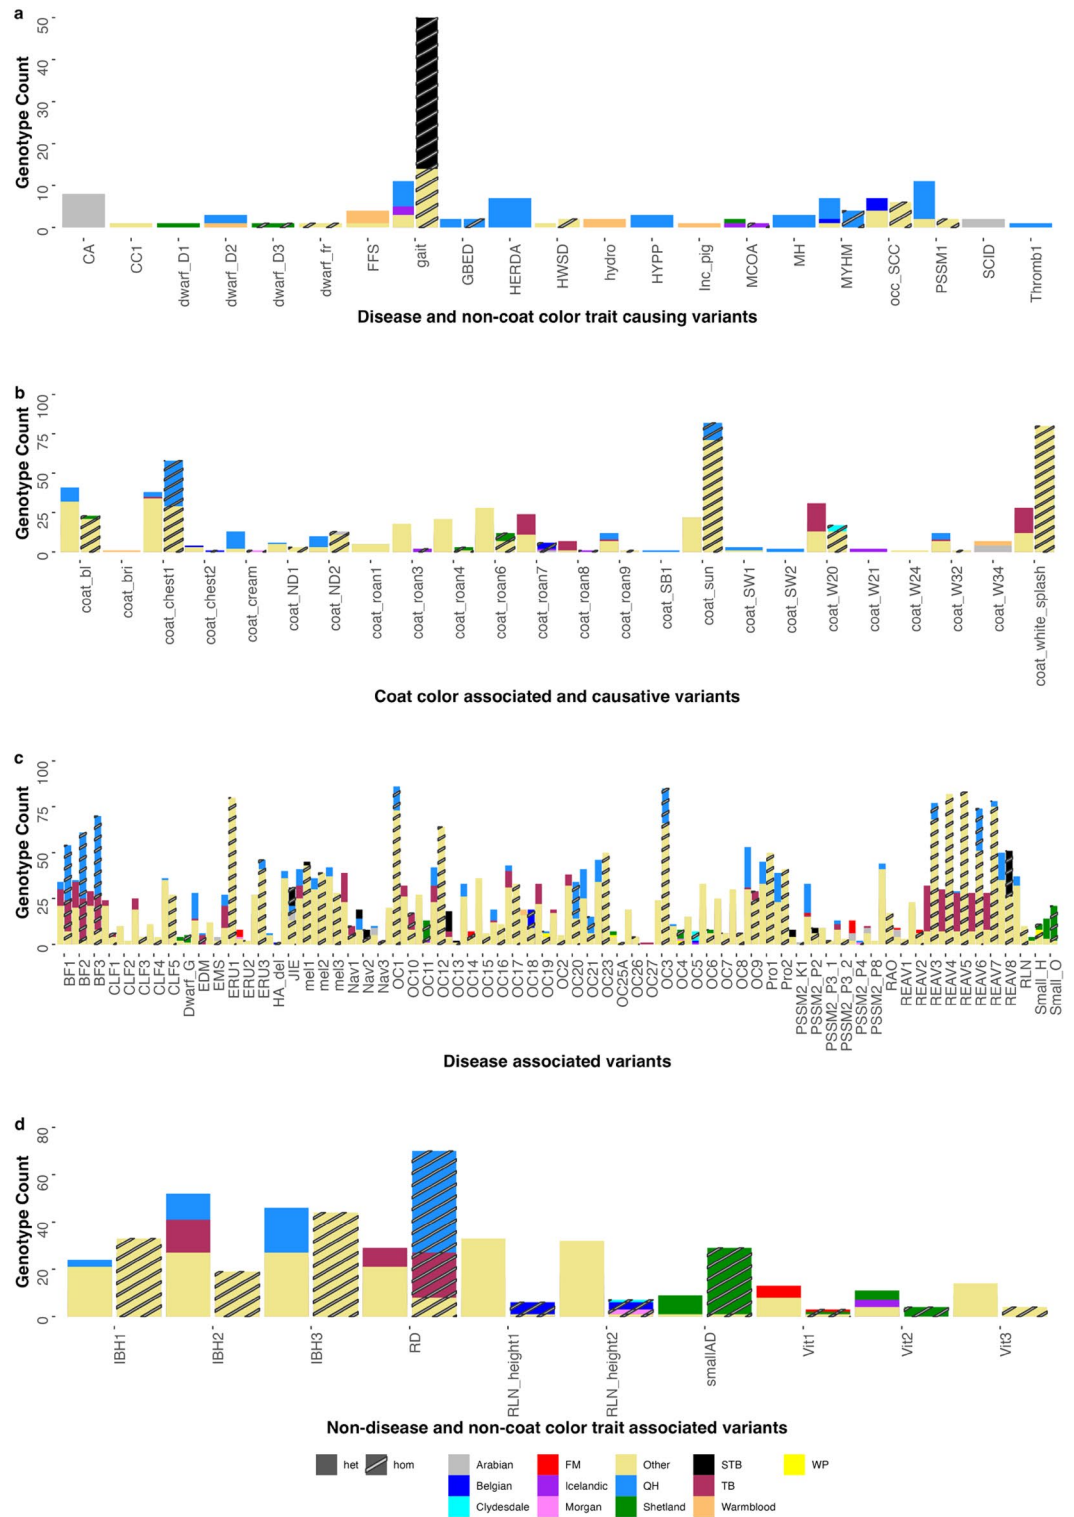 a
Genotype Count
0 10 20 30 40 50
CA CC1 dwarf_D1 dwarf_D2 dwarf_D3 dwarf_fr FFS gait GBED HERDA HWSD hydro HYPP Inc_pig MCOA MH MYHM occ_SCC PSSM1 SCID Thromb1
Disease and non-coat color trait causing variants
b
Genotype Count
0 25 50 75 100
coat_bl coat_bri coat_chest1 coat_chest2 coat_cream coat_ND1 coat_ND2 coat_roan1 coat_roan3 coat_roan4 coat_roan6 coat_roan7 coat_roan8 coat_roan9 coat_SB1 coat_sun coat_SW1 coat_SW2 coat_W20 coat_W21 coat_W24 coat_W32 coat_W34 coat_white_splash
Coat color associated and causative variants
c
Genotype Count
0 25 50 75 100
BF1 BF2 BF3 CLF1 CLF2 CLF3 CLF4 CLF5 Dwarf_G EDM EMS ERU1 ERU2 ERU3 HA_del JIE mel1 mel2 mel3 Nav1 Nav2 Nav3 OC1 OC10 OC11 OC12 OC13 OC14 OC15 OC16 OC17 OC18 OC19 OC2 OC20 OC21 OC23 OC25A OC26 OC27 OC3 OC4 OC5 OC6 OC7 OC8 OC9 Pro1 Pro2 PSSM2_K1 PSSM2_P2 PSSM2_P3_1 PSSM2_P3_2 PSSM2_P4 PSSM2_P8 RAO REAV1 REAV2 REAV3 REAV4 REAV5 REAV6 REAV7 REAV8 RLN Small_H Small_O
Disease associated variants
d
Genotype Count
0 20 40 60 80
IBH1 IBH2 IBH3 RD RLN_height1 RLN_height2 smallAD Vit1 Vit2 Vit3
Non-disease and non-coat color trait associated variants
het hom Arabian FM Other STB WP
Belgian Icelandic QH TB
Clydesdale Morgan Shetland Warmblood